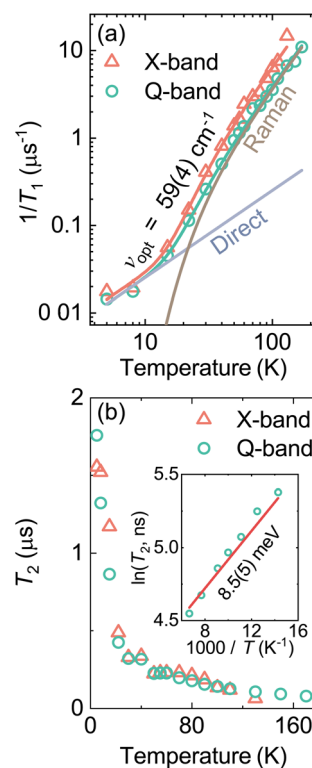 (a)
X-band
Q-band
10
1
0.1
0 01
1/T₁ (μs⁻¹)
ν_opt = 59(4) cm⁻¹
Raman
Direct
10
100
Temperature (K)
(b)
X-band
Q-band
2
1
0
T₂ (μs)
5.5
5.0
4.5
ln(T₂, ns)
8.5(5) meV
8
12
16
1000 / T (K⁻¹)
0
80
160
Temperature (K)